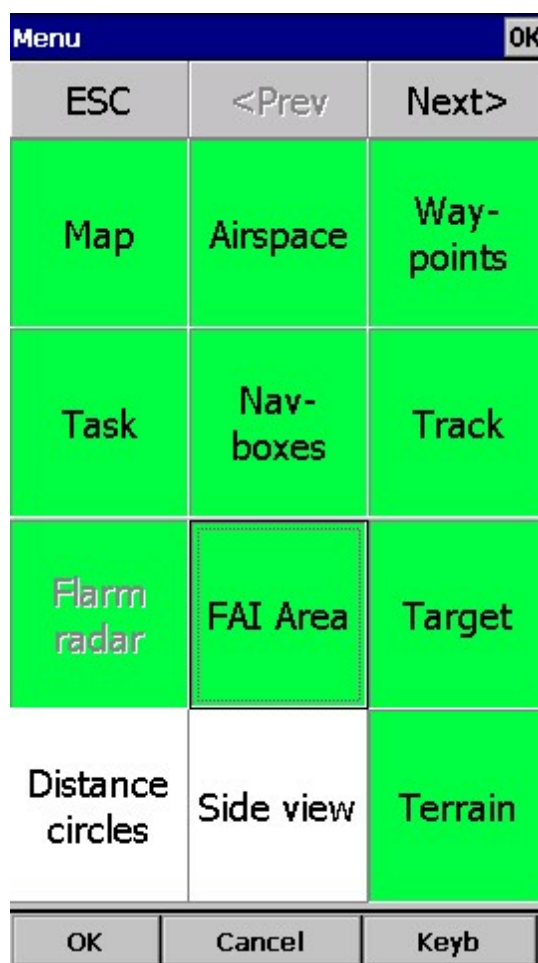 Menu OK
ESC <Prev Next>
Map Airspace Way-
points
Task Nav-
boxes Track
Flarm
radar FAI Area Target
Distance
circles Side view Terrain
OK Cancel Keyb